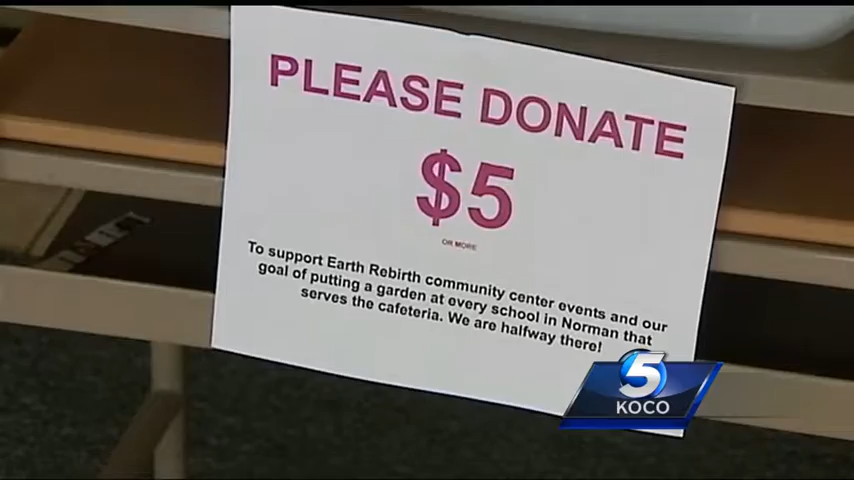 PLEASE DONATE
$5
OR MORE
To support Earth Rebirth community center events and our
goal of putting a garden at every school in Norman that
serves the cafeteria. We are halfway there!
5
KOCO